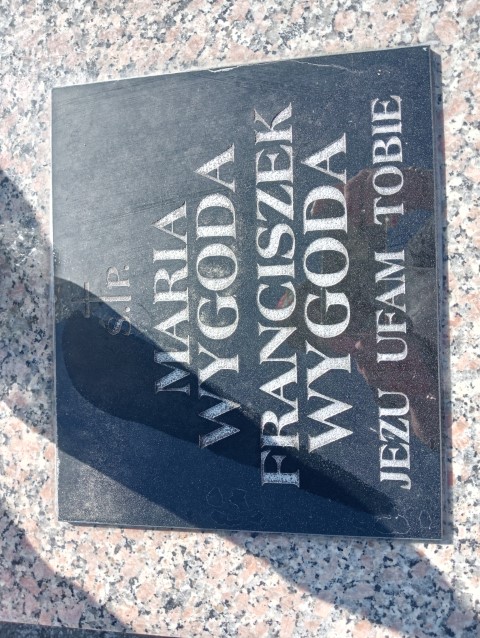 Ś. P.
MARIA
WYGODA
FRANCISZEK
WYGODA
JEZU UFAM TOBIE